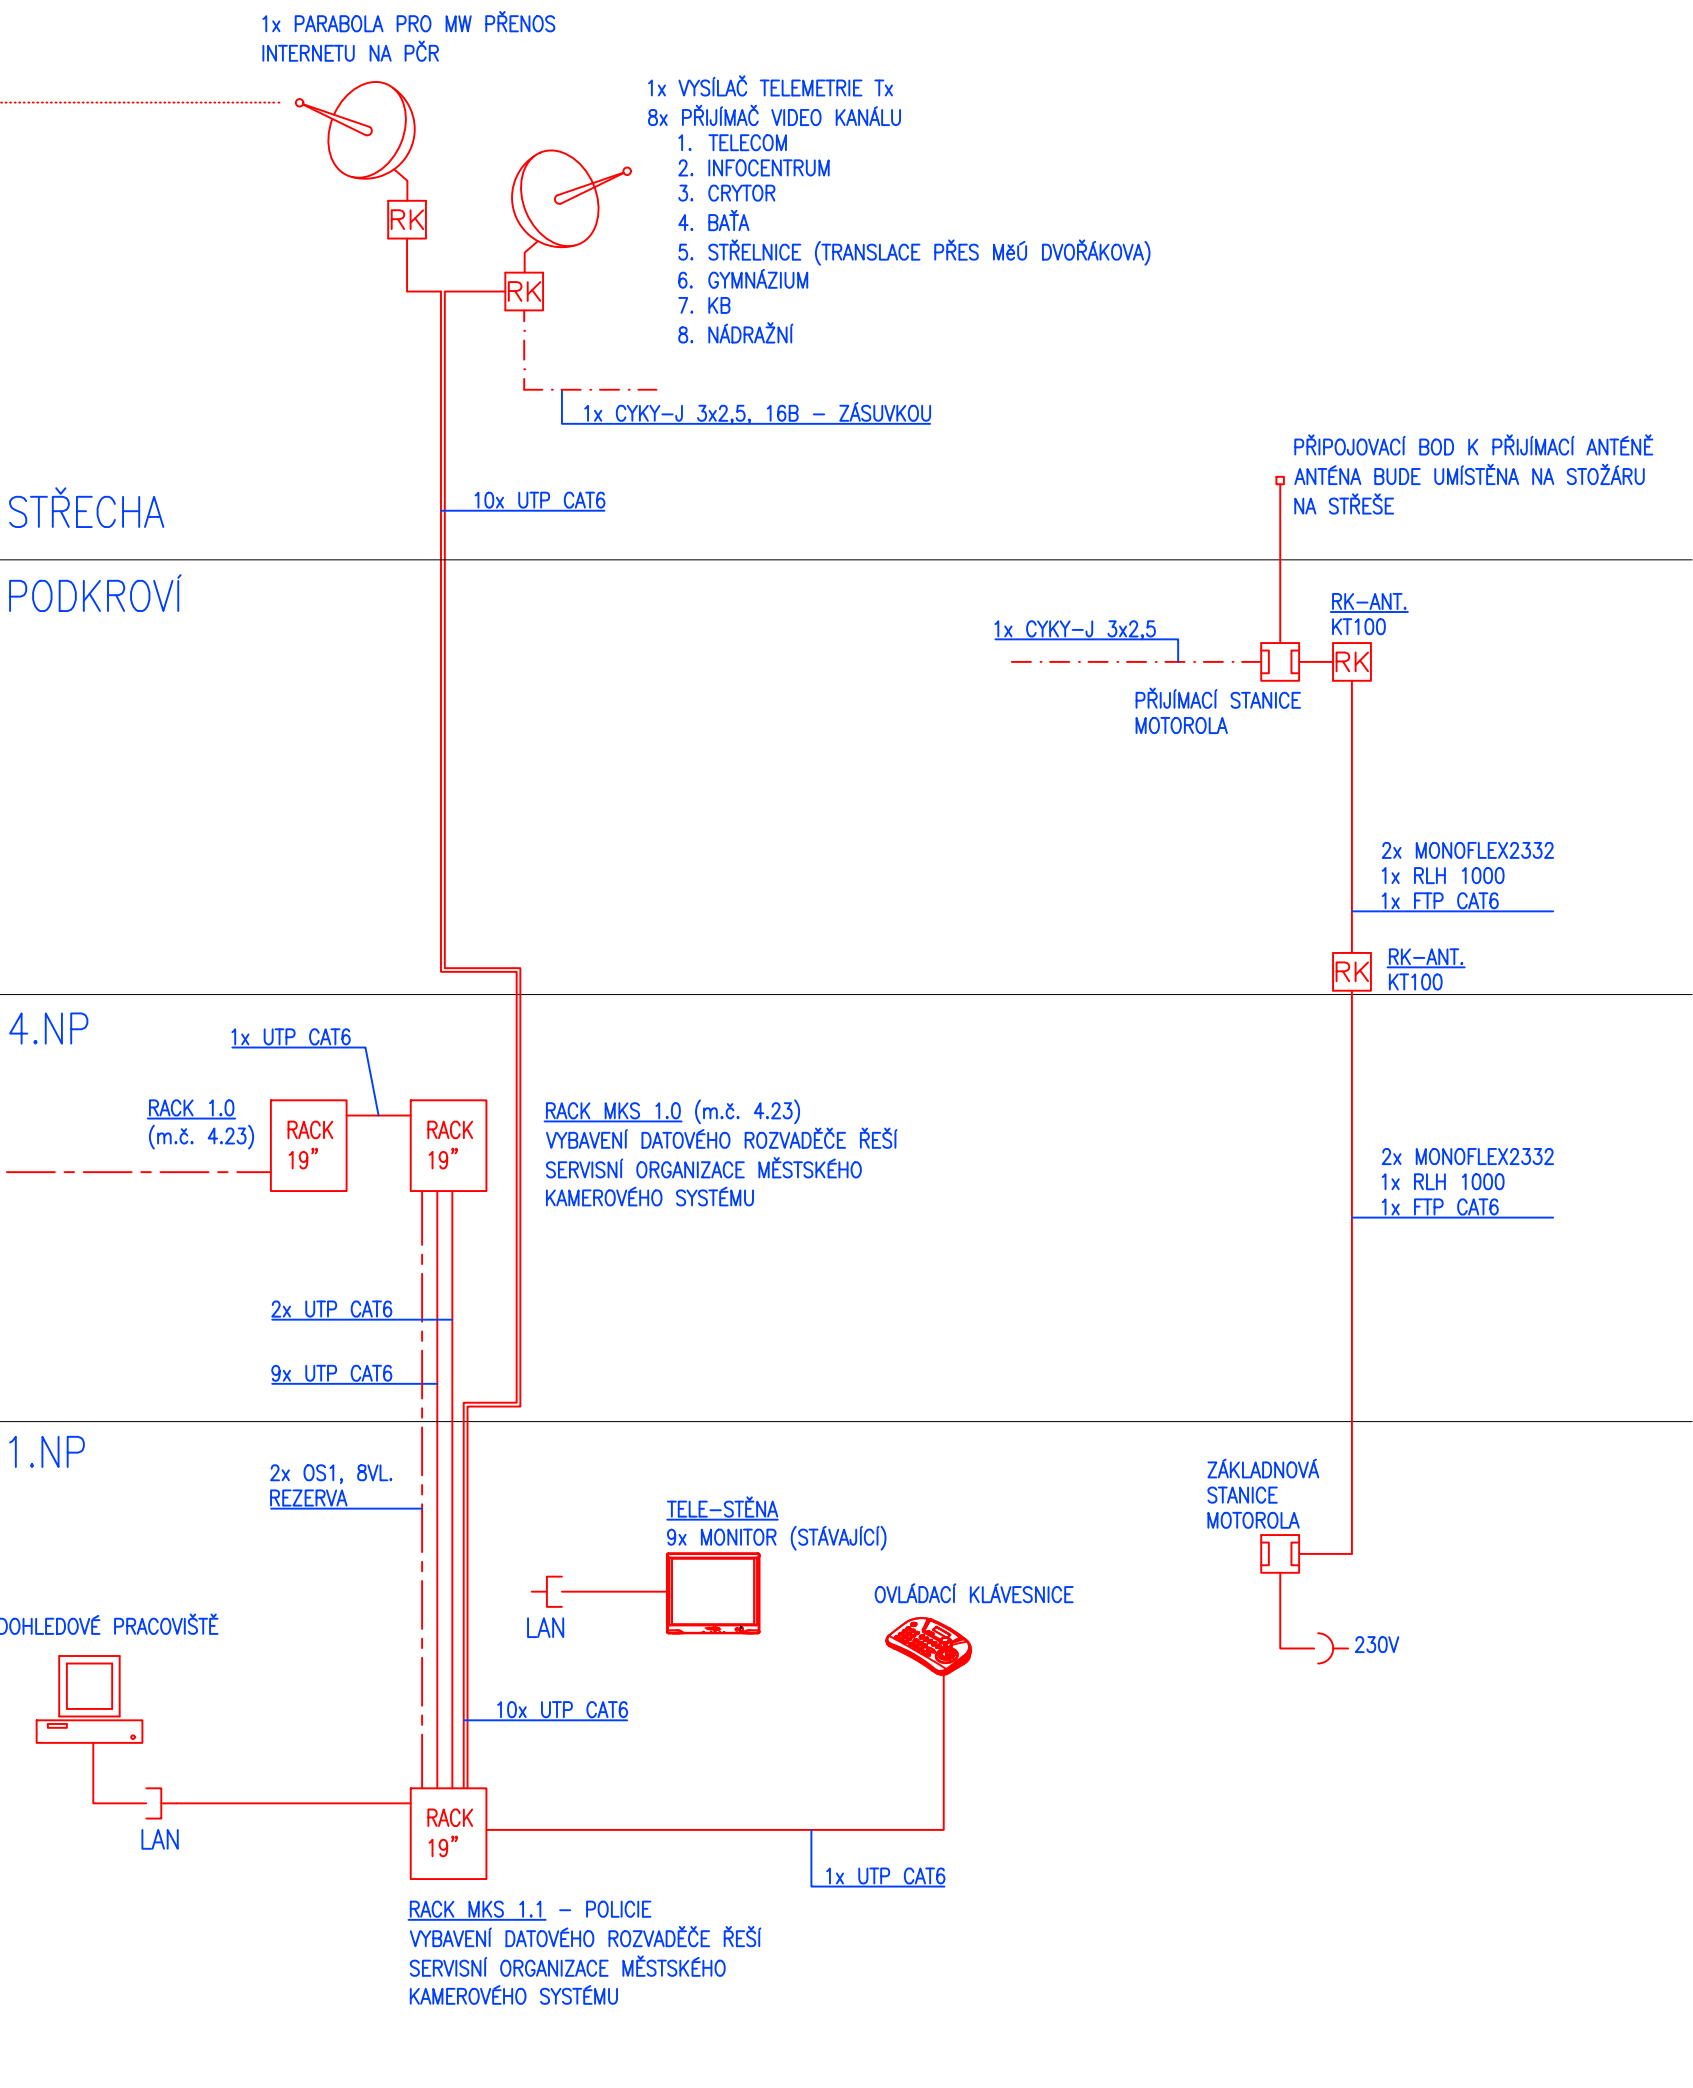 1x PARABOLA PRO MW PŘENOS
INTERNETU NA PČR
1x VYSÍLAČ TELEMETRIE Tx
8x PŘIJÍMAČ VIDEO KANÁLU
1. TELECOM
2. INFOCENTRUM
3. CRYTOR
4. BAŤA
5. STŘELNICE (TRANSLACE PŘES MěÚ DVOŘÁKOVA)
6. GYMNÁZIUM
7. KB
8. NÁDRAŽNÍ
RK
RK
1x CYKY-J 3x2,5, 16B - ZÁSUVKOU
PŘIPOJOVACÍ BOD K PŘIJÍMACÍ ANTÉNĚ
ANTÉNA BUDE UMÍSTĚNA NA STOŽÁRU
NA STŘEŠE
10x UTP CAT6
STŘECHA
PODKROVÍ
RK-ANT.
KT100
1x CYKY-J 3x2,5
RK
PŘIJÍMACÍ STANICE
MOTOROLA
2x MONOFLEX2332
1x RLH 1000
1x FTP CAT6
RK
RK-ANT.
KT100
4.NP
1x UTP CAT6
RACK 1.0
(m.č. 4.23)
RACK
19"
RACK
19"
RACK MKS 1.0 (m.č. 4.23)
VYBAVENÍ DATOVÉHO ROZVADĚČE ŘEŠÍ
SERVISNÍ ORGANIZACE MĚSTSKÉHO
KAMEROVÉHO SYSTÉMU
2x MONOFLEX2332
1x RLH 1000
1x FTP CAT6
2x UTP CAT6
9x UTP CAT6
1.NP
2x OS1, 8VL.
REZERVA
TELE-STĚNA
9x MONITOR (STÁVAJÍCÍ)
ZÁKLADNOVÁ
STANICE
MOTOROLA
LAN
OVLÁDACÍ KLÁVESNICE
230V
DOHLEDOVÉ PRACOVIŠTĚ
10x UTP CAT6
LAN
RACK
19"
1x UTP CAT6
RACK MKS 1.1 - POLICIE
VYBAVENÍ DATOVÉHO ROZVADĚČE ŘEŠÍ
SERVISNÍ ORGANIZACE MĚSTSKÉHO
KAMEROVÉHO SYSTÉMU